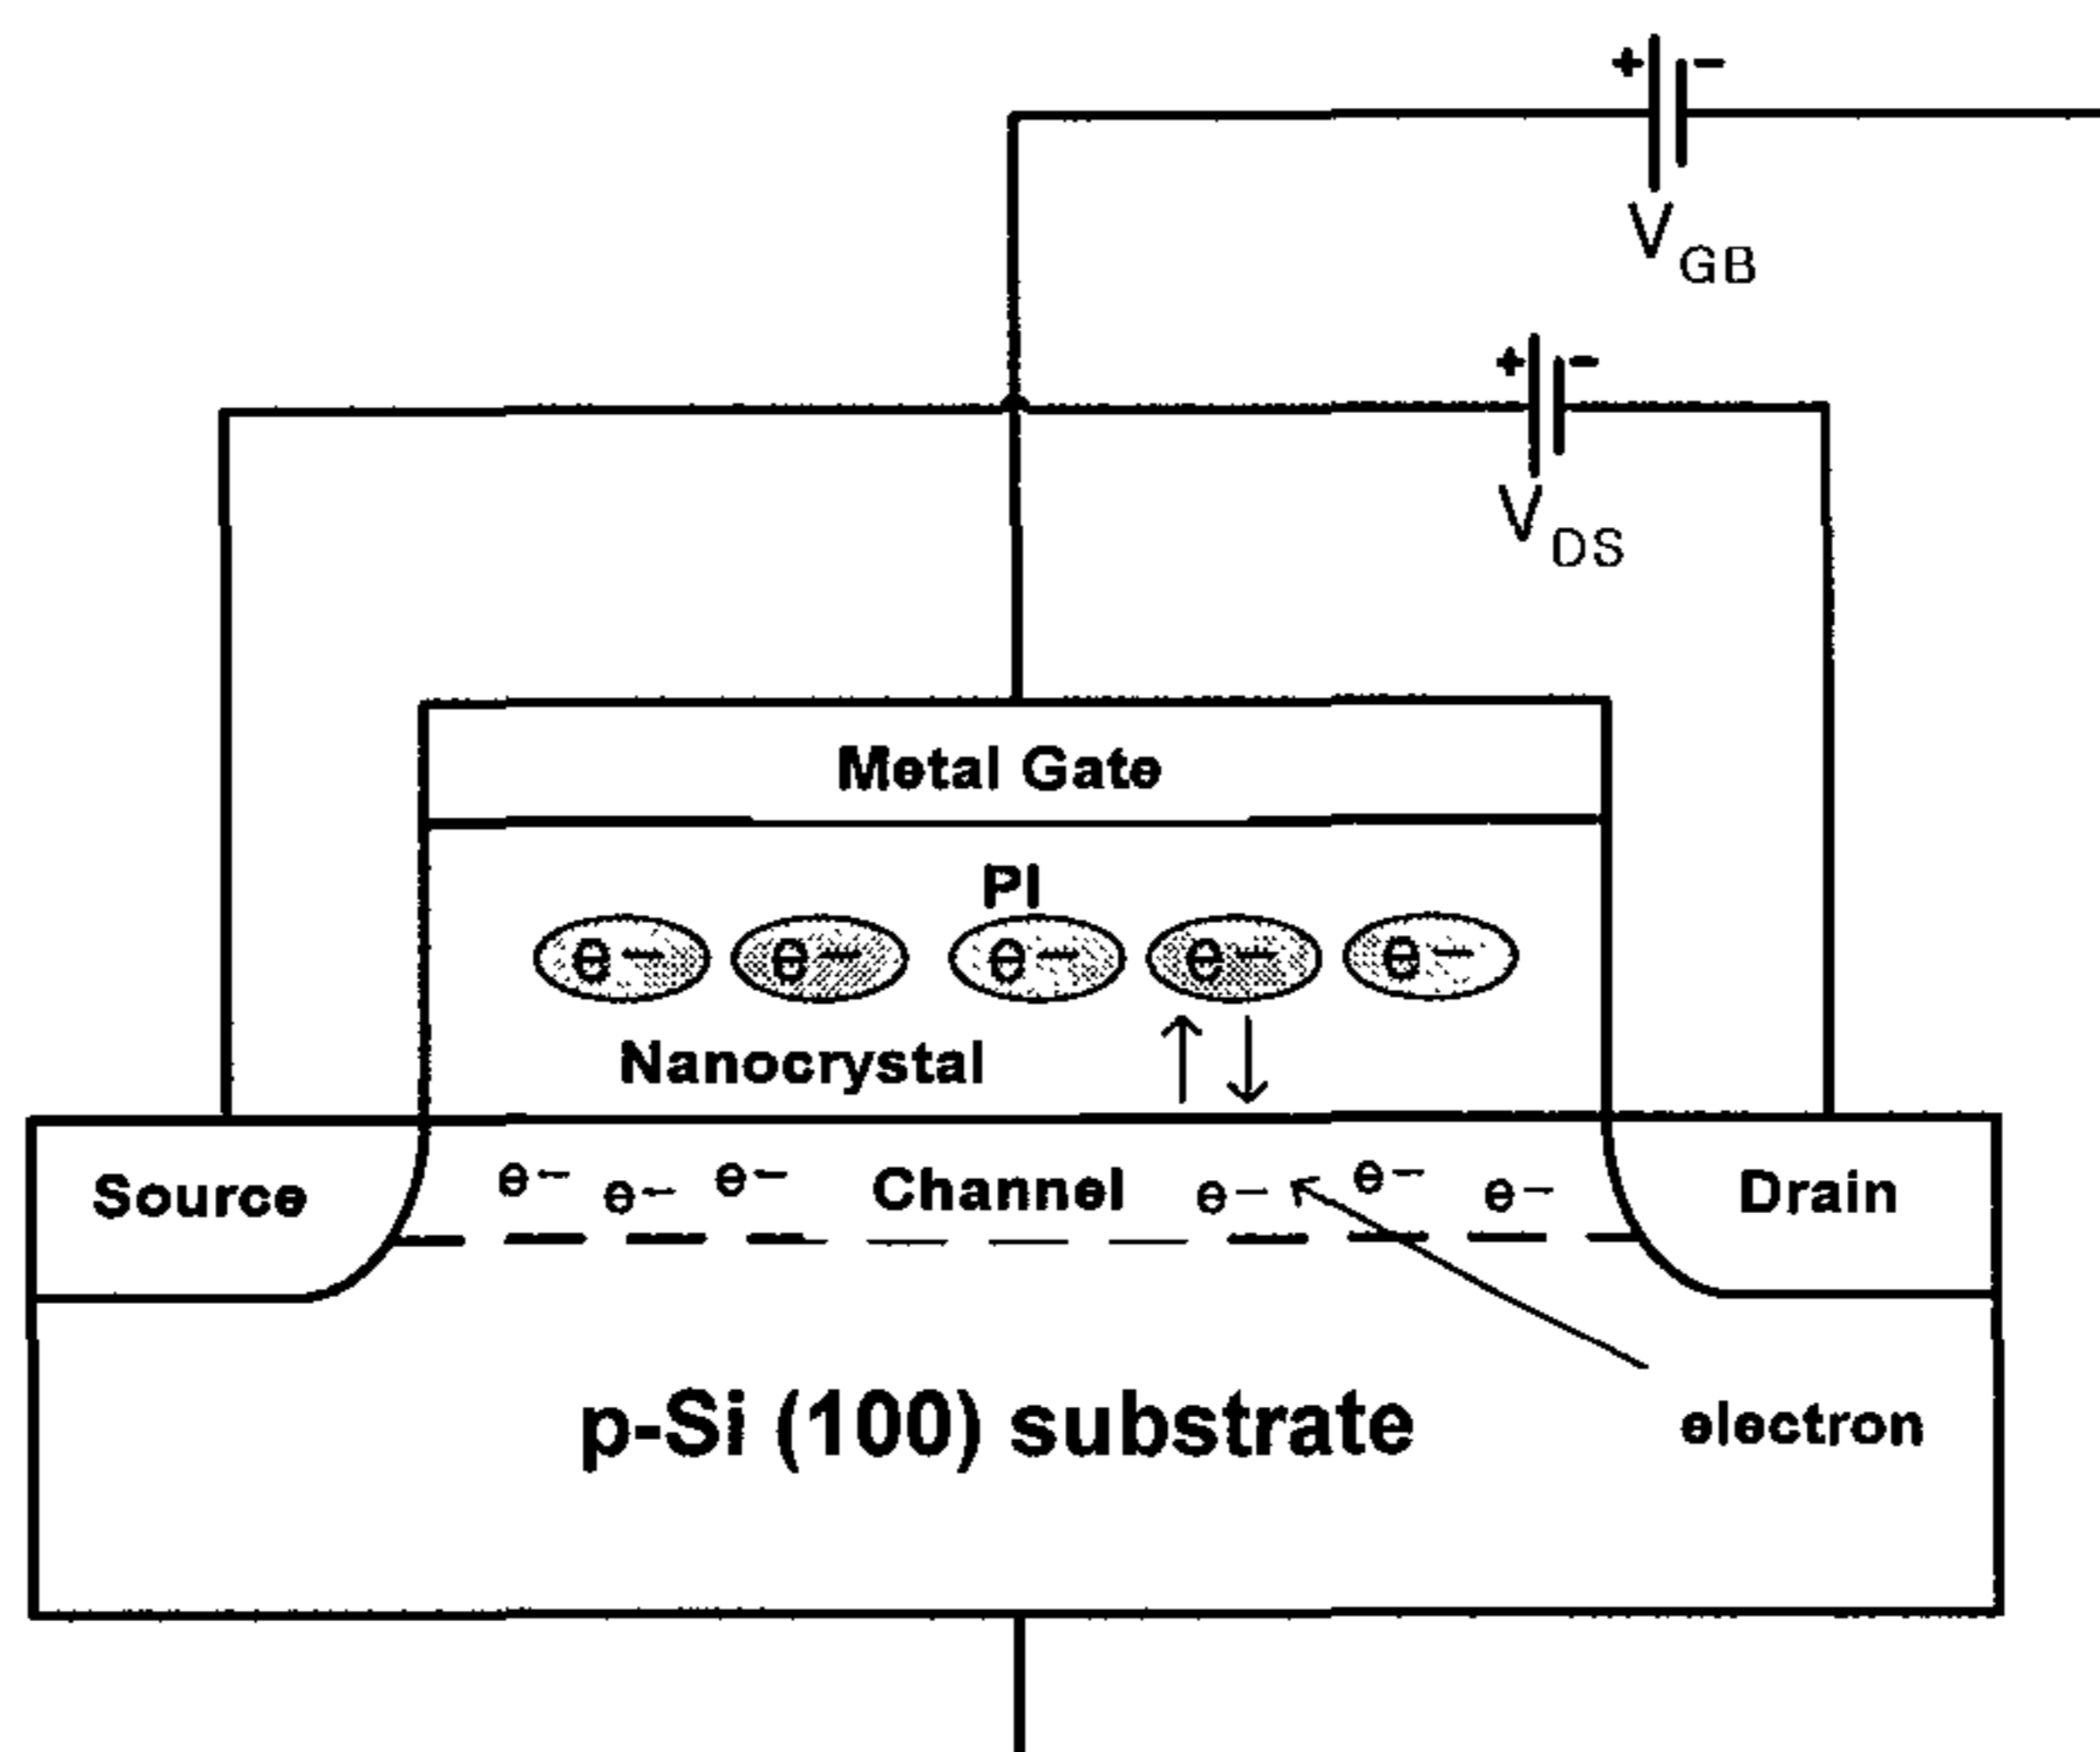 + −
V GB
+ −
V DS
Metal Gate
PI
e− e− e− e− e−
Nanocrystal
Source e− e− e− Channel e− e− e− Drain
p-Si (100) substrate
electron